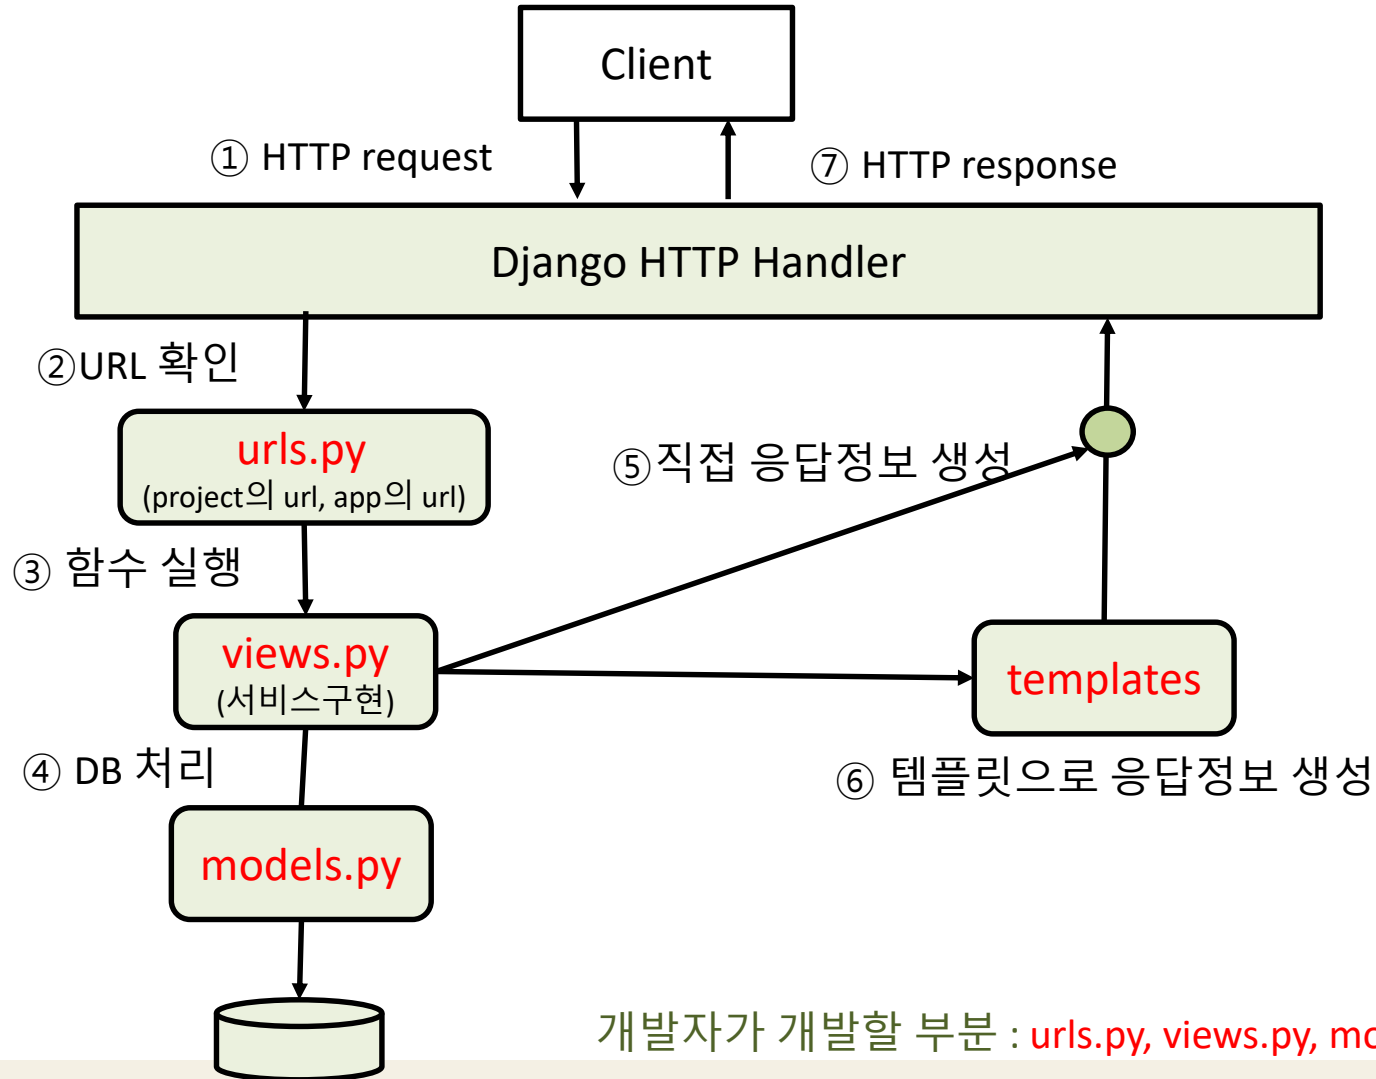 Client
① HTTP request
⑦ HTTP response
Django HTTP Handler
②URL 확인
urls.py
(project의 url, app의 url)
⑤직접 응답정보 생성
③ 함수 실행
views.py
(서비스구현)
templates
④ DB 처리
⑥ 템플릿으로 응답정보 생성
models.py
개발자가 개발할 부분 : urls.py, views.py,